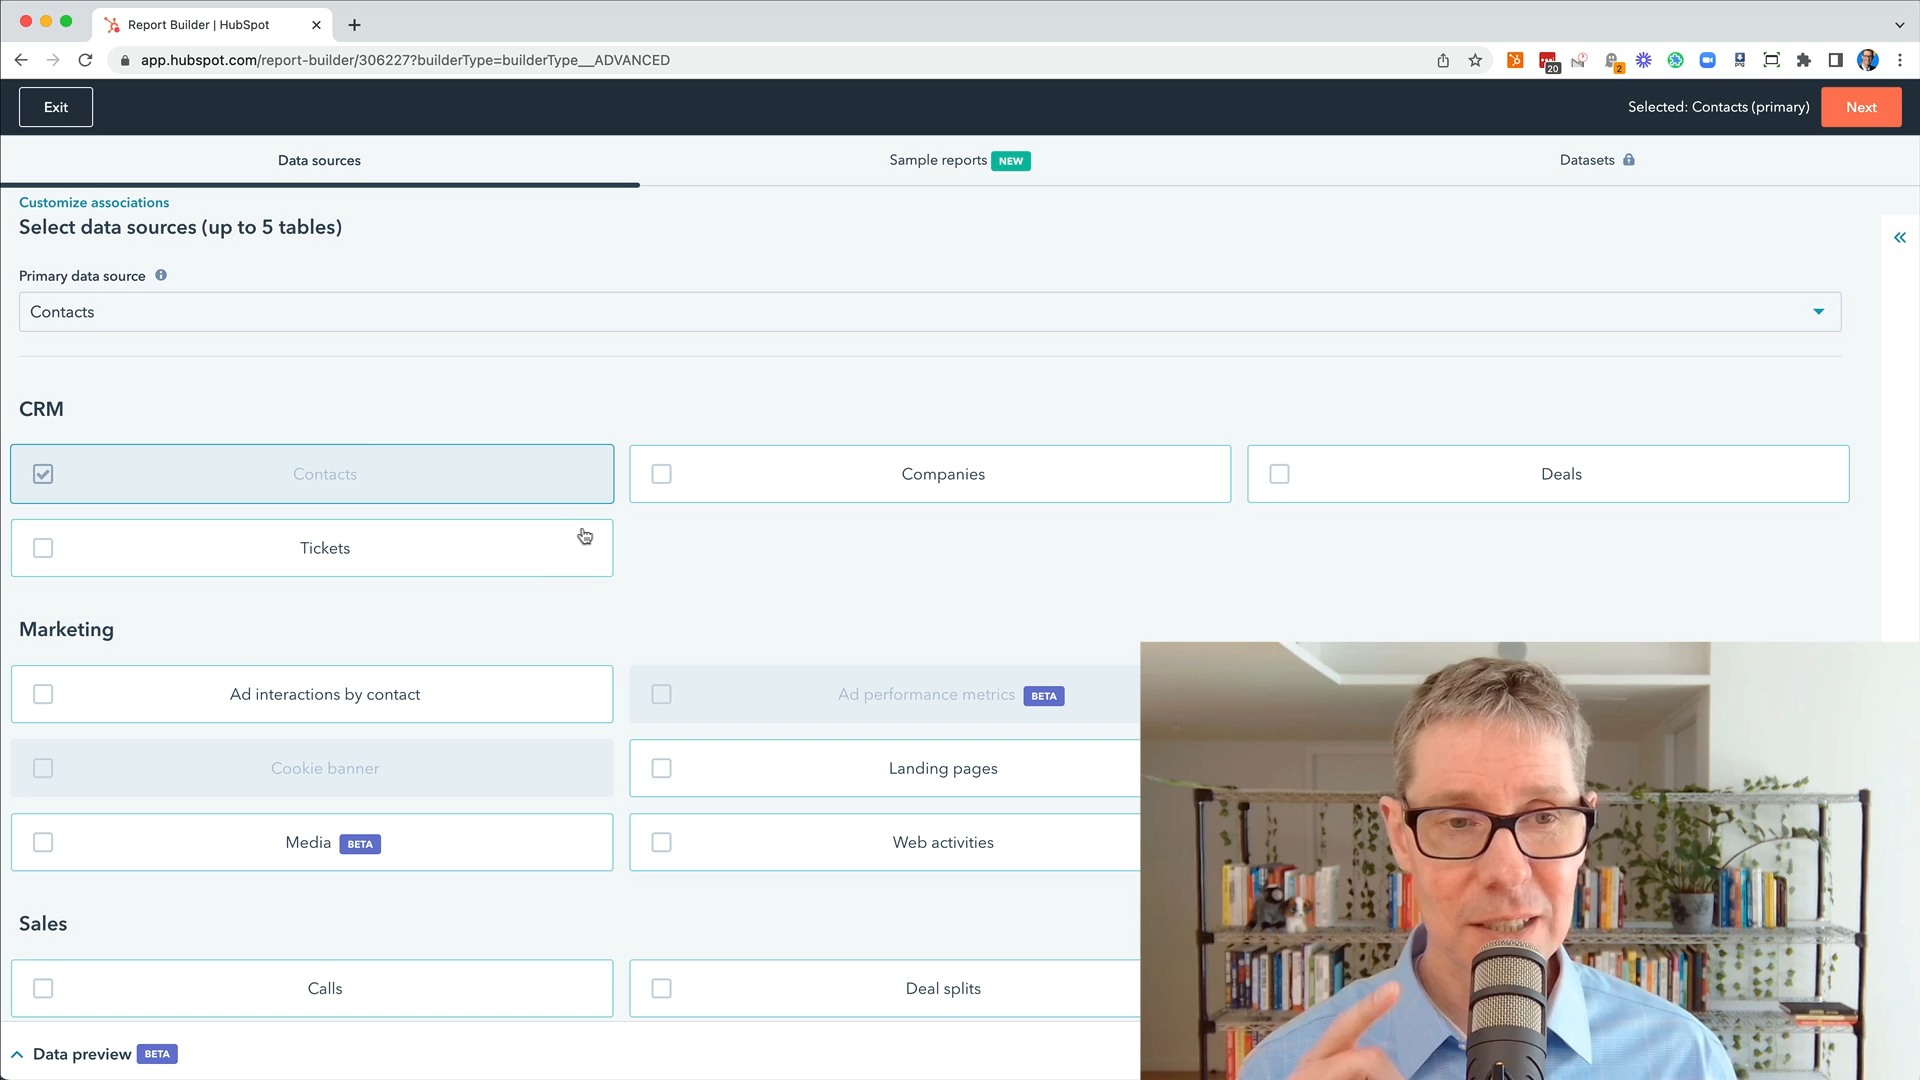 Report Builder | HubSpot
app.hubspot.com/report-builder/306227?builderType=builderType__ADVANCED
20
2
Exit
Selected: Contacts (primary)
Next
Data sources
Sample reports NEW
Datasets
Customize associations
Select data sources (up to 5 tables)
Primary data source
Contacts
CRM
Contacts
Companies
Deals
Tickets
Marketing
Ad interactions by contact
Ad performance metrics BETA
Cookie banner
Landing pages
Media BETA
Web activities
Sales
Calls
Deal splits
Data preview BETA